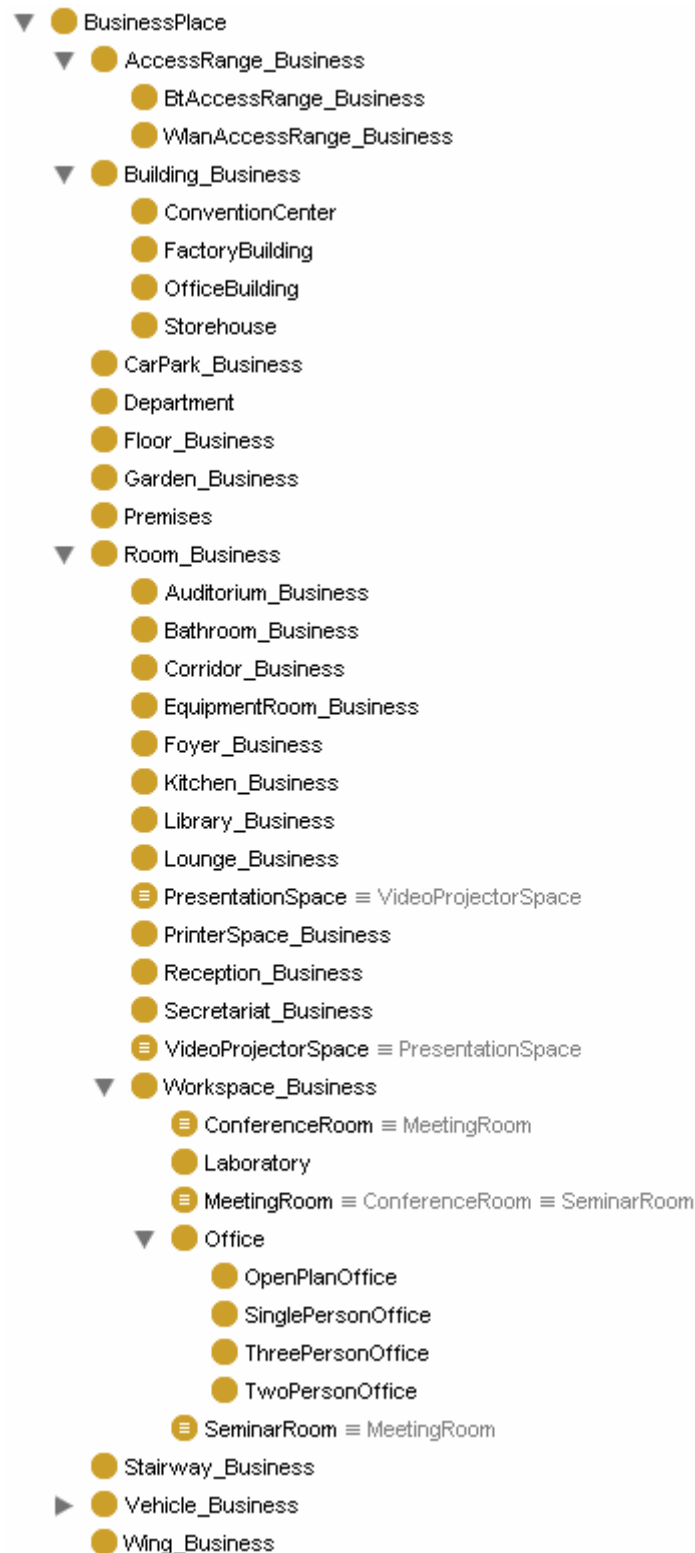 BusinessPlace
AccessRange_Business
BtAccessRange_Business
WlanAccessRange_Business
Building_Business
ConventionCenter
FactoryBuilding
OfficeBuilding
Storehouse
CarPark_Business
Department
Floor_Business
Garden_Business
Premises
Room_Business
Auditorium_Business
Bathroom_Business
Corridor_Business
EquipmentRoom_Business
Foyer_Business
Kitchen_Business
Library_Business
Lounge_Business
PresentationSpace ≡ VideoProjectorSpace
PrinterSpace_Business
Reception_Business
Secretariat_Business
VideoProjectorSpace ≡ PresentationSpace
Workspace_Business
ConferenceRoom ≡ MeetingRoom
Laboratory
MeetingRoom ≡ ConferenceRoom ≡ SeminarRoom
Office
OpenPlanOffice
SinglePersonOffice
ThreePersonOffice
TwoPersonOffice
SeminarRoom ≡ MeetingRoom
Stairway_Business
Vehicle_Business
Wing_Business